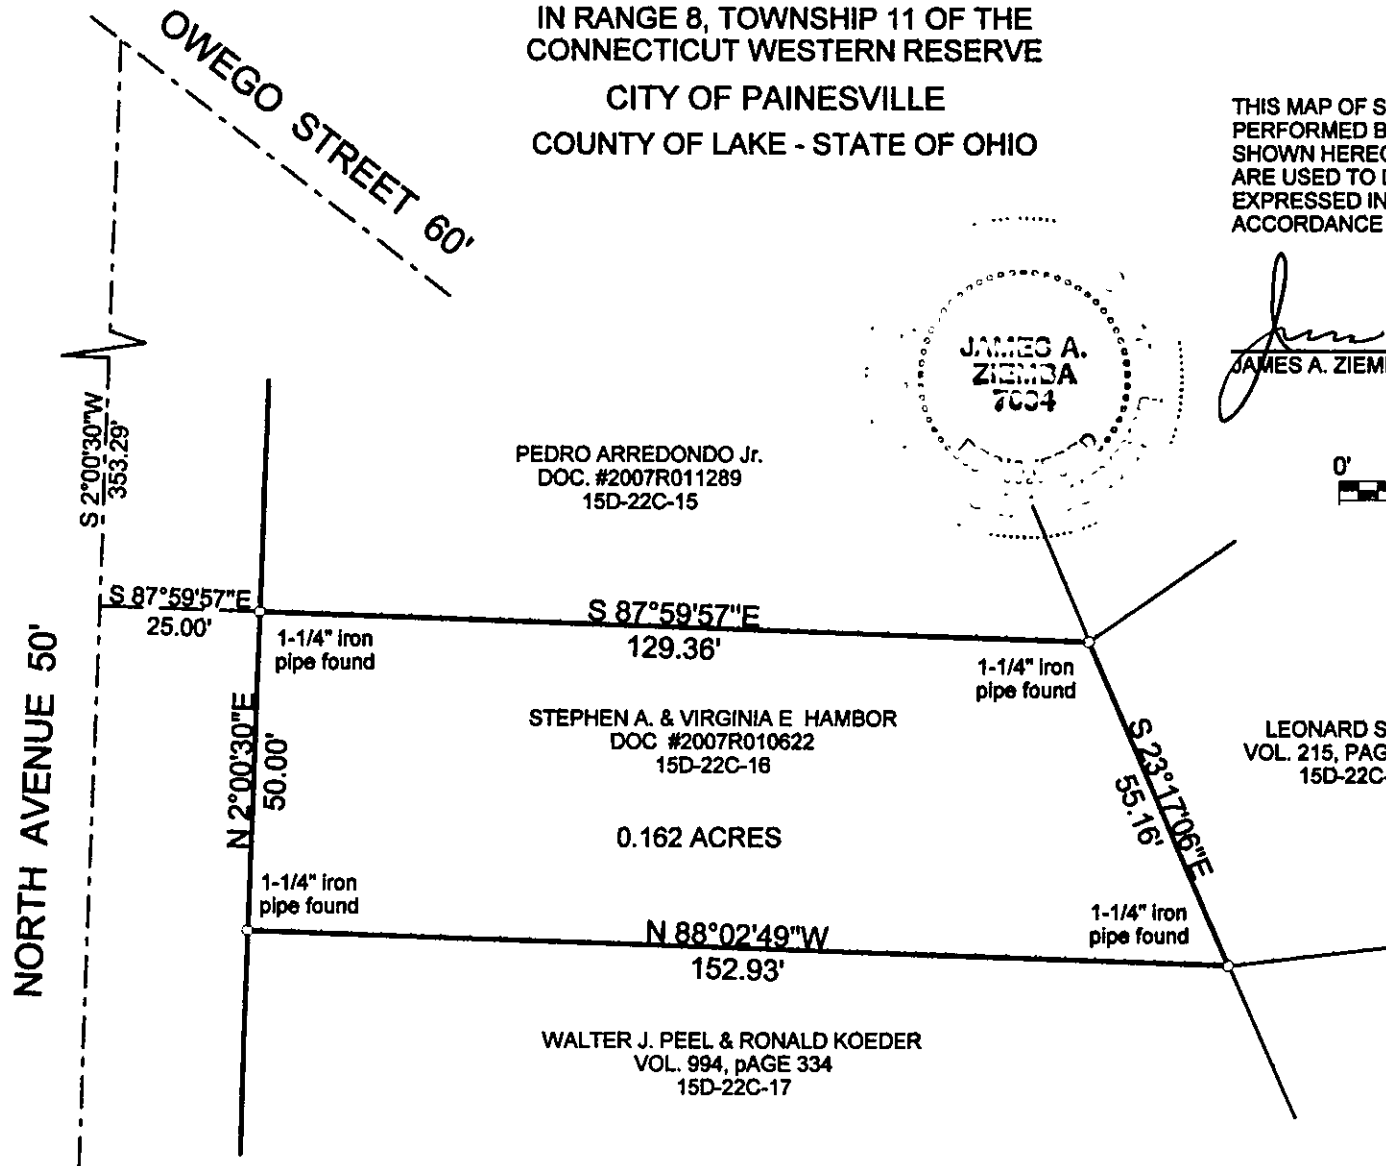 IN RANGE 8, TOWNSHIP 11 OF THE
CONNECTICUT WESTERN RESERVE
CITY OF PAINESVILLE
COUNTY OF LAKE - STATE OF OHIO
OWEGO STREET 60'
THIS MAP OF S
PERFORMED B
SHOWN HEREO
ARE USED TO
EXPRESSED IN
ACCORDANCE
JAMES A.
ZIEMBA
JAMES A. ZIEM
0'
S 2°00'30"W
353.29'
PEDRO ARREDONDO Jr.
DOC. #2007R011289
15D-22C-15
S 87°59'57"E
25.00'
S 87°59'57"E
129.36'
1-1/4" iron
pipe found
1-1/4" iron
pipe found
NORTH AVENUE 50'
N 2°00'30"E
50.00'
STEPHEN A. & VIRGINIA E HAMBOR
DOC #2007R010622
15D-22C-16
0.162 ACRES
S 23°17'06"E
55.16'
LEONARD S
VOL. 215, PAG
15D-22C-
1-1/4" iron
pipe found
1-1/4" iron
pipe found
N 88°02'49"W
152.93'
WALTER J. PEEL & RONALD KOEDER
VOL. 994, pAGE 334
15D-22C-17